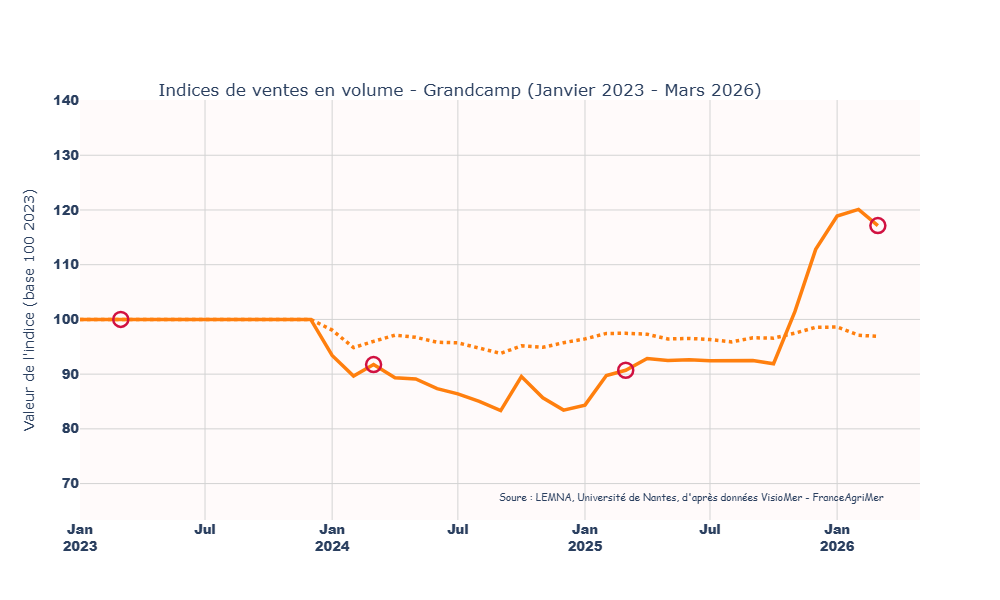 Indices de ventes en volume - Grandcamp (Janvier 2023 - Mars 2026)
Valeur de l'indice (base 100 2023)
140
130
120
110
100
90
80
70
Soure : LEMNA, Université de Nantes, d'après données VisioMer - FranceAgriMer
Jan Jul Jan Jul Jan Jul Jan
2023 2024 2025 2026